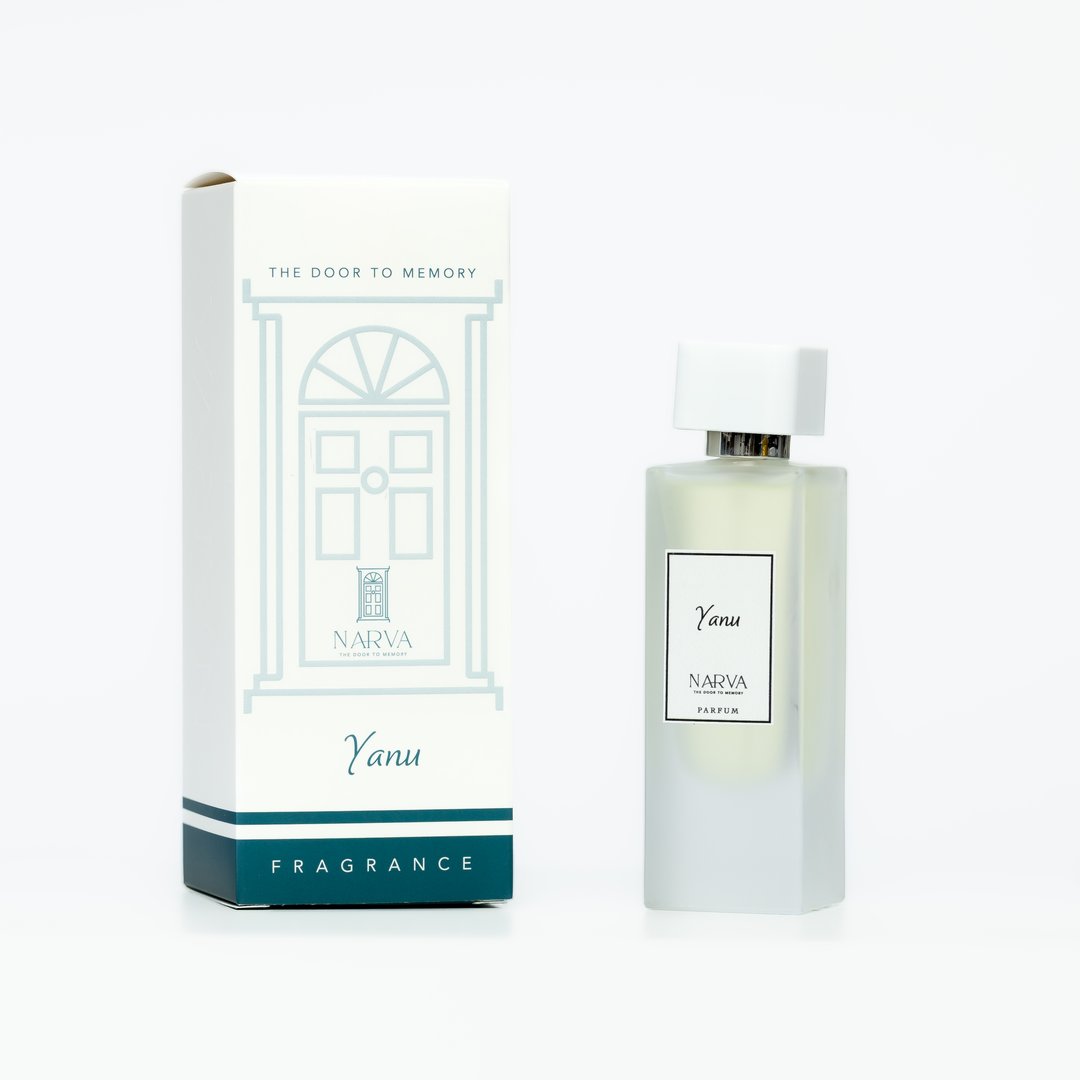 THE DOOR TO MEMORY
NARVA
THE DOOR TO MEMORY
Yanu
FRAGRANCE
Yanu
NARVA
THE DOOR TO MEMORY
PARFUM